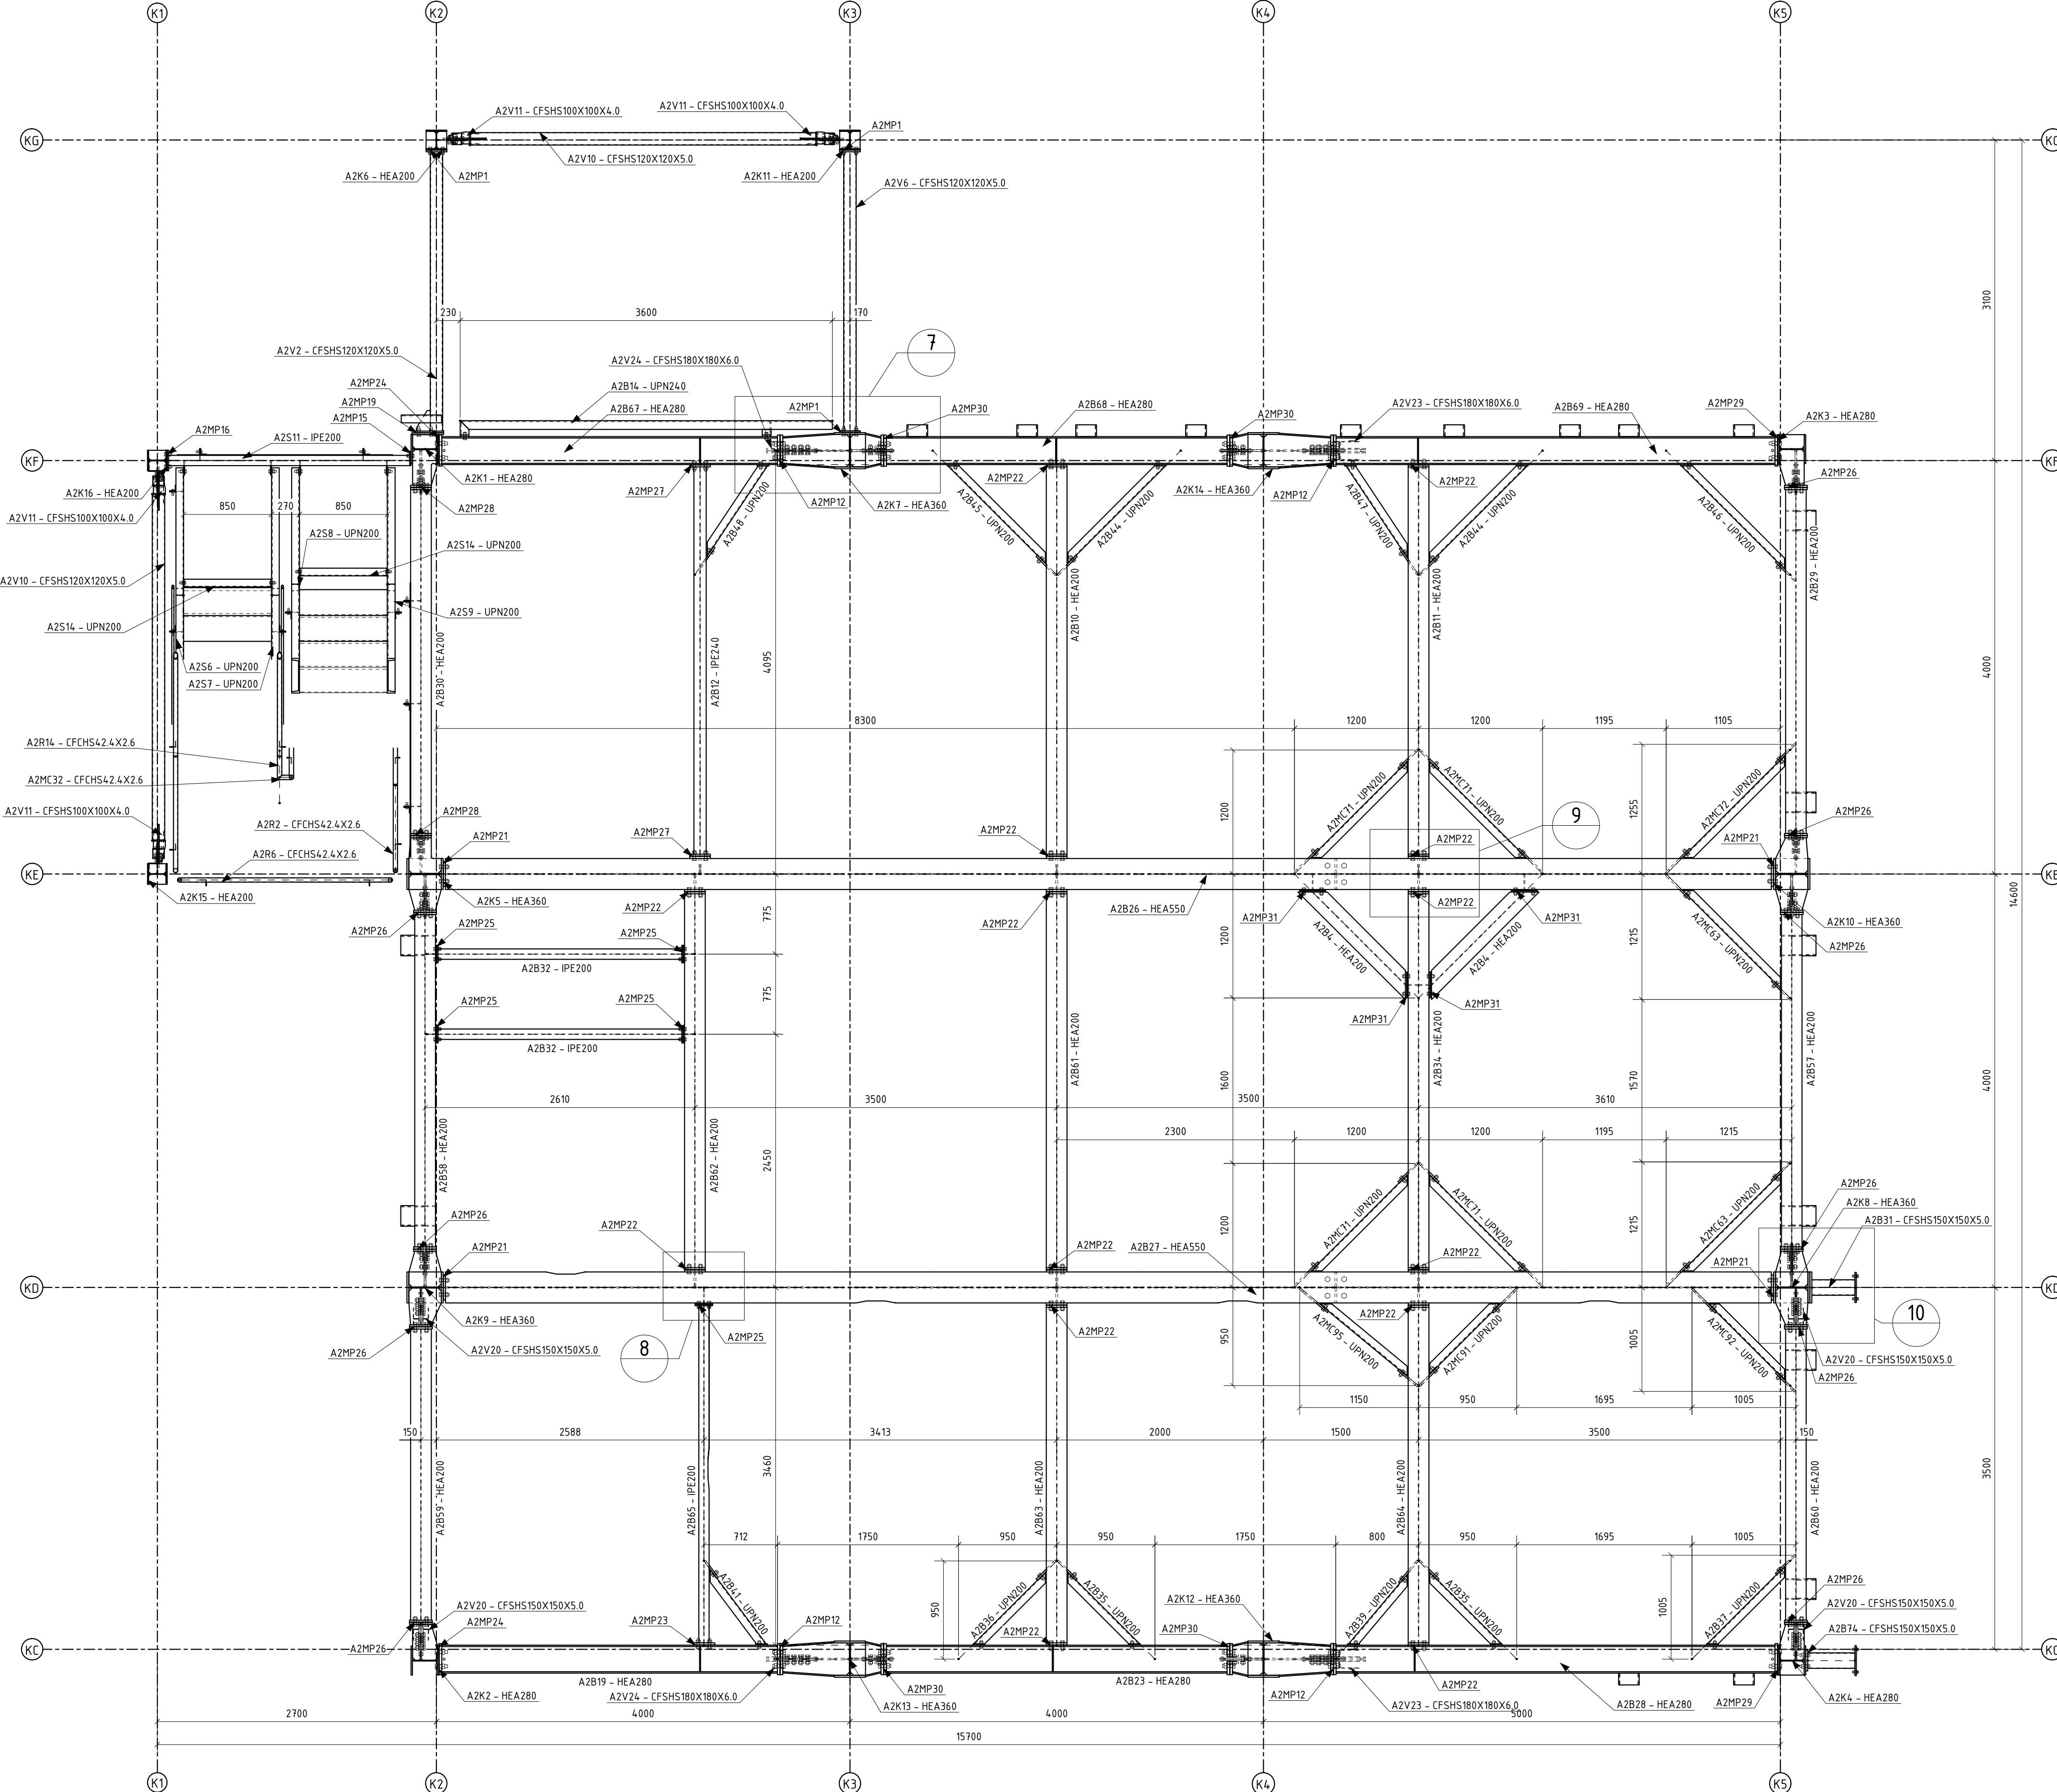 K1
K2
K3
K4
K5
A2V11 - CFSHS100X100X4.0
A2V11 - CFSHS100X100X4.0
A2MP1
KG
A2V10 - CFSHS120X120X5.0
A2K6 - HEA200
A2MP1
A2K11 - HEA200
A2V6 - CFSHS120X120X5.0
3100
230
3600
170
7
A2V2 - CFSHS120X120X5.0
A2V24 - CFSHS180X180X6.0
A2MP24
A2B14 - UPN240
A2MP19
A2B67 - HEA280
A2MP15
A2MP1
A2MP30
A2B68 - HEA280
A2MP30
A2V23 - CFSHS180X180X6.0
A2B69 - HEA280
A2MP29
A2K3 - HEA280
A2MP16
A2S11 - IPE200
KF
A2K16 - HEA200
A2K1 - HEA280
A2MP27
A2MP12
A2K7 - HEA360
A2MP22
A2K14 - HEA360
A2MP12
A2MP22
A2MP26
A2V11 - CFSHS100X100X4.0
A2MP28
A2B48 - UPN200
A2B45 - UPN200
A2B44 - UPN200
A2B47 - UPN200
A2B44 - UPN200
A2B46 - UPN200
A2B29 - HEA200
850
270
850
A2S8 - UPN200
A2S14 - UPN200
A2V10 - CFSHS120X120X5.0
A2S9 - UPN200
A2S14 - UPN200
A2S6 - UPN200
A2S7 - UPN200
A2B30 - HEA200
A2B12 - IPE240
4095
A2B10 - HEA200
A2B11 - HEA200
4000
8300
1200
1200
1195
1105
A2R14 - CFCHS42.4X2.6
A2MC32 - CFCHS42.4X2.6
A2V11 - CFSHS100X100X4.0
A2R2 - CFCHS42.4X2.6
A2R6 - CFCHS42.4X2.6
A2MP28
A2MP21
A2MP27
A2MP22
1200
A2MC71 - UPN200
A2MC71 - UPN200
A2MP22
9
1255
A2MC72 - UPN200
A2MP26
A2MP21
KE
A2K15 - HEA200
A2K5 - HEA360
A2MP26
A2MP25
A2MP22
A2MP25
A2MP22
A2B26 - HEA550
A2MP31
A2MP22
A2MP31
A2K10 - HEA360
A2MP26
14600
775
1200
A2B4 - HEA200
A2B4 - HEA200
1215
A2MC63 - UPN200
A2B32 - IPE200
A2MP25
A2MP25
775
A2MP31
A2MP31
A2B32 - IPE200
A2B61 - HEA200
1600
A2B34 - HEA200
1570
A2B57 - HEA200
4000
2610
3500
3500
3610
2300
1200
1200
1195
1215
A2B58 - HEA200
A2B62 - HEA200
2450
A2MP26
A2MP21
A2MP22
A2MP22
A2B27 - HEA550
1200
A2MC71 - UPN200
A2MC71 - UPN200
A2MP22
1215
A2MC63 - UPN200
A2MP21
A2MP26
A2K8 - HEA360
A2B31 - CFSHS150X150X5.0
KD
KD
A2K9 - HEA360
A2MP26
A2V20 - CFSHS150X150X5.0
8
A2MP25
A2MP22
950
A2MC95 - UPN200
A2MP22
A2MC91 - UPN200
1005
A2MC92 - UPN200
10
A2V20 - CFSHS150X150X5.0
A2MP26
1150
950
1695
1005
150
2588
3413
2000
1500
3500
150
A2B59 - HEA200
A2B65 - IPE200
3460
A2B63 - HEA200
A2B64 - HEA200
A2B60 - HEA200
3500
712
1750
950
950
1750
800
950
1695
1005
A2B41 - UPN200
950
A2B36 - UPN200
A2B35 - UPN200
A2B39 - UPN200
A2B35 - UPN200
1005
A2B37 - UPN200
A2V20 - CFSHS150X150X5.0
A2MP24
A2MP26
A2MP23
A2MP12
A2MP22
A2K12 - HEA360
A2MP30
A2MP26
A2V20 - CFSHS150X150X5.0
A2B74 - CFSHS150X150X5.0
KC
A2K2 - HEA280
A2B19 - HEA280
A2V24 - CFSHS180X180X6.0
A2MP30
A2K13 - HEA360
A2B23 - HEA280
A2MP12
A2V23 - CFSHS180X180X6.0
A2MP22
A2B28 - HEA280
A2MP29
A2K4 - HEA280
2700
4000
4000
5000
15700
K1
K2
K3
K4
K5